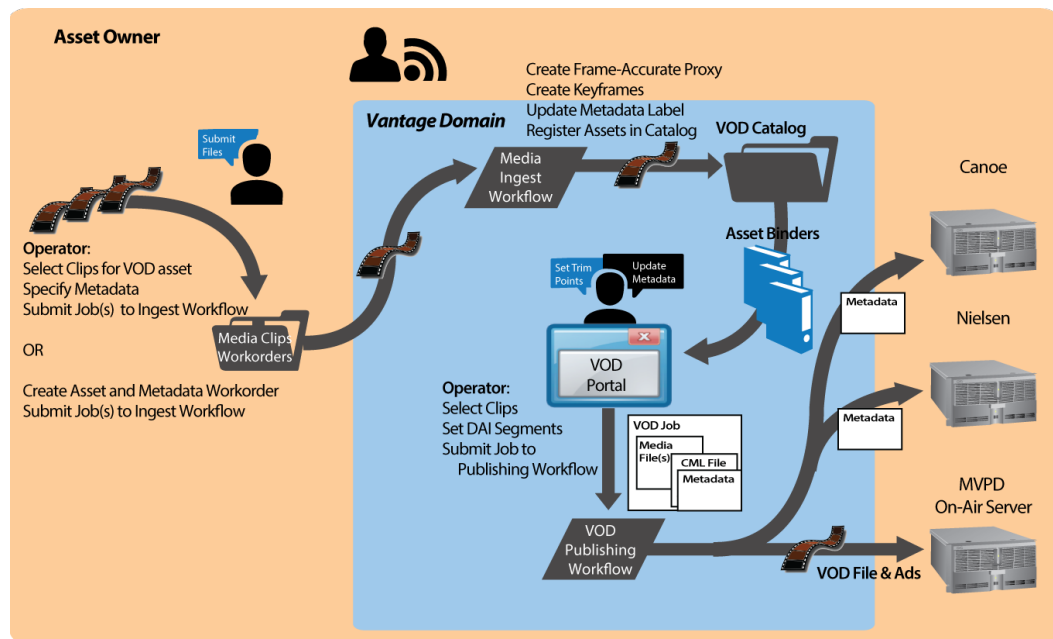 Asset Owner
Submit
Files
Operator:
Select Clips for VOD asset
Specify Metadata
Submit Job(s) to Ingest Workflow
OR
Create Asset and Metadata Workorder
Submit Job(s) to Ingest Workflow
Media Clips
Workorders
Vantage Domain
Create Frame-Accurate Proxy
Create Keyframes
Update Metadata Label
Register Assets in Catalog
Media
Ingest
Workflow
VOD Catalog
Asset Binders
Set Trim
Points
Update
Metadata
VOD
Portal
Operator:
Select Clips
Set DAI Segments
Submit Job to
Publishing Workflow
VOD Job
Media
File(s)
CML File
Metadata
VOD
Publishing
Workflow
Canoe
Metadata
Nielsen
Metadata
MVPD
On-Air Server
VOD File & Ads